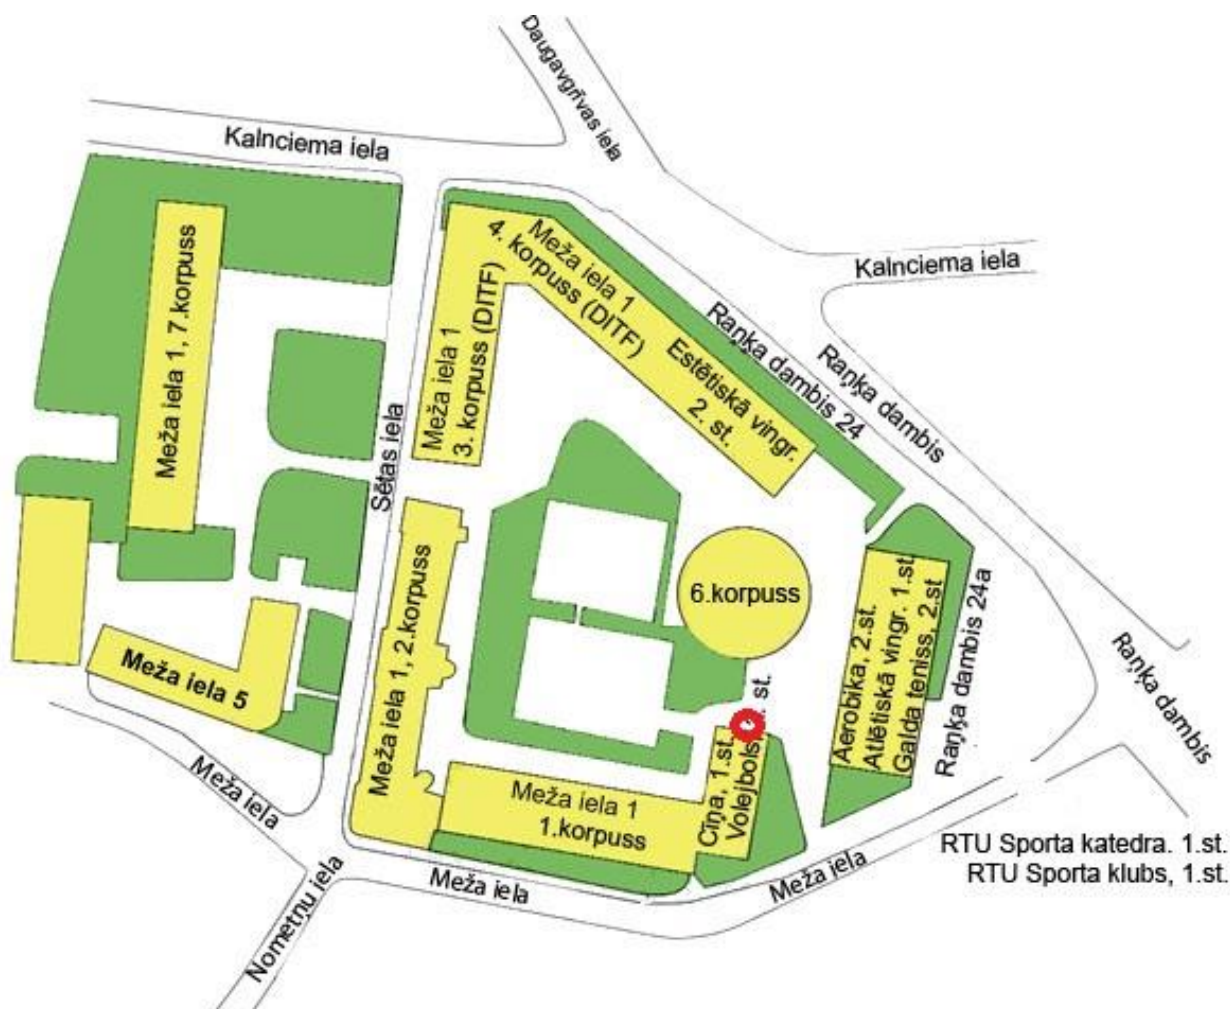 Daugavgrīvas iela
Kalnciema iela
Kalnciema iela
Meža iela 1, 7.korpuss
Meža iela 1
3. korpuss (DITF)
Meža iela 1
4. korpuss (DITF)
Estētiskā vingr.
2. st.
Raņķa dambis 24
Raņķa dambis
Sētas iela
6.korpuss
Meža iela 1, 2.korpuss
Meža iela 5
Aerobika, 2.st.
Atlētiskā vingr. 1.st.
Galda teniss, 2.st
Raņķa dambis 24a
Raņķa dambis
Cīņa, 1.st.
Volejbols, st.
Meža iela 1
1.korpuss
Meža iela
Meža iela
Meža iela
Nometņu iela
RTU Sporta katedra. 1.st.
RTU Sporta klubs, 1.st.